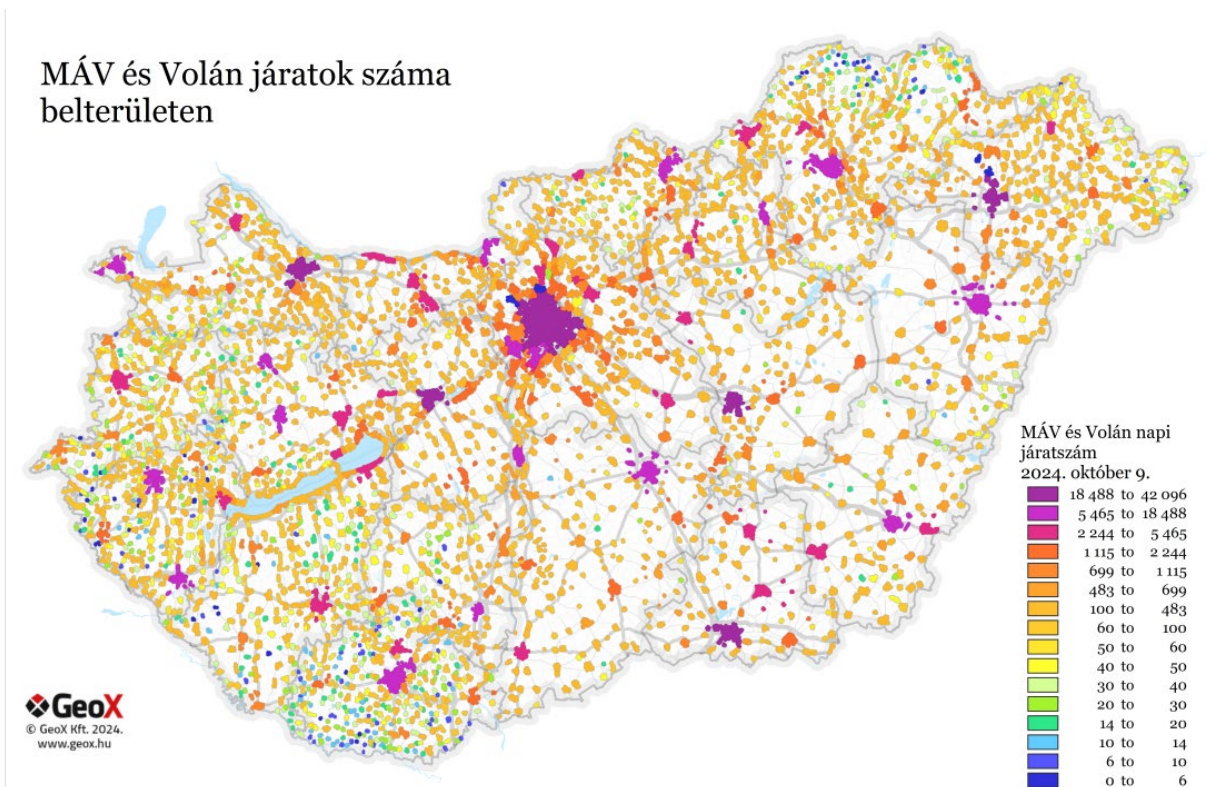 MÁV és Volán járatok száma
belterületen
MÁV és Volán napi
járatszám
2024. október 9.
18 488 to 42 096
5 465 to 18 488
2 244 to 5 465
1 115 to 2 244
699 to 1 115
483 to 699
100 to 483
60 to 100
50 to 60
40 to 50
30 to 40
20 to 30
14 to 20
10 to 14
6 to 10
0 to 6
GeoX
© GeoX Kft. 2024.
www.geox.hu